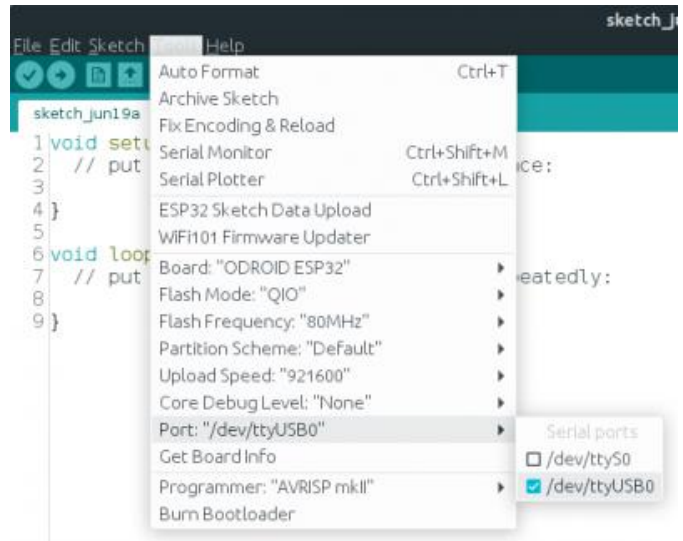 sketch_ju
File Edit Sketch Tools Help
sketch_jun19a
Auto Format Ctrl+T
Archive Sketch
Fix Encoding & Reload
Serial Monitor Ctrl+Shift+M
Serial Plotter Ctrl+Shift+L
ESP32 Sketch Data Upload
WiFi101 Firmware Updater
Board: "ODROID ESP32"
Flash Mode: "QIO"
Flash Frequency: "80MHz"
Partition Scheme: "Default"
Upload Speed: "921600"
Core Debug Level: "None"
Port: "/dev/ttyUSB0"
Get Board Info
Programmer: "AVRISP mkII"
Burn Bootloader
Serial ports
/dev/ttyS0
/dev/ttyUSB0
1 void setu
2 // put ce:
3
4 }
5
6 void loop
7 // put eatedly:
8
9 }